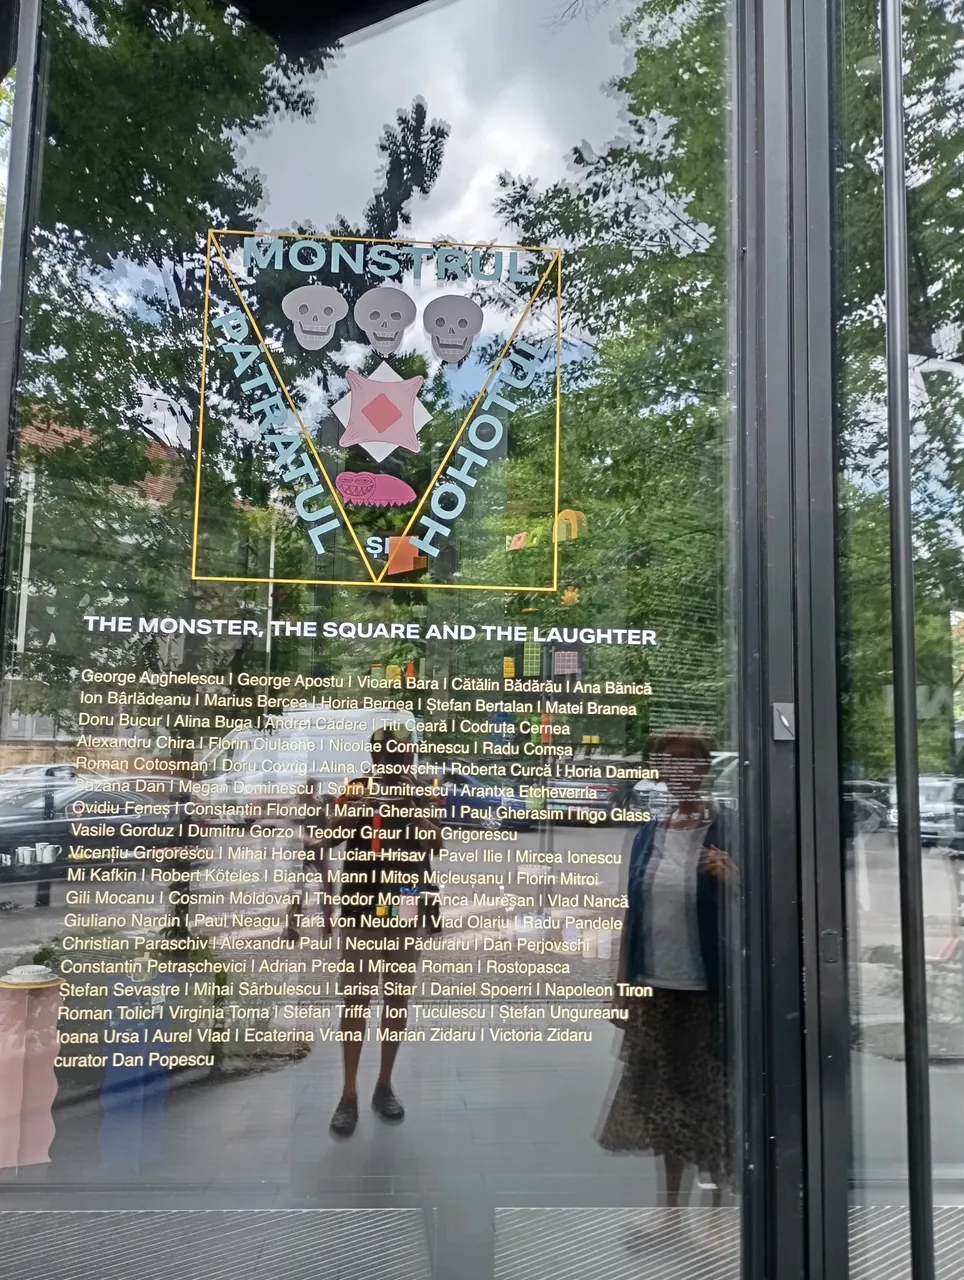 MONSTRUL
PĂTRATUL
HOHOTUL
ȘI
THE MONSTER, THE SQUARE AND THE LAUGHTER
George Anghelescu I George Apostu I Vioara Bara I Cătălin Bădărău I Ana Bănică
Ion Bârlădeanu I Marius Bercea I Horia Bernea I Ștefan Bertalan I Matei Branea
Doru Bucur I Alina Buga I Andrei Cădere I Titi Ceară I Codruța Cernea
Alexandru Chira I Florin Ciulache I Nicolae Comănescu I Radu Comșa
Roman Cotoșman I Doru Covrig I Alina Crasovschi I Roberta Curcă I Horia Damian
Suzana Dan I Megan Dominescu I Sorin Dumitrescu I Arantxa Etcheverria
Ovidiu Feneș I Constantin Flondor I Marin Gherasim I Paul Gherasim I Ingo Glass
Vasile Gorduz I Dumitru Gorzo I Teodor Graur I Ion Grigorescu
Vicențiu Grigorescu I Mihai Horea I Lucian Hrisav I Pavel Ilie I Mircea Ionescu
Mi Kafkin I Robert Köteles I Bianca Mann I Mitoș Micleușanu I Florin Mitroi
Gili Mocanu I Cosmin Moldovan I Theodor Morar I Anca Mureșan I Vlad Nancă
Giuliano Nardin I Paul Neagu I Tara von Neudorf I Vlad Olariu I Radu Pandele
Christian Paraschiv I Alexandru Paul I Neculai Păduraru I Dan Perjovschi
Constantin Petrașchevici I Adrian Preda I Mircea Roman I Rostopasca
Ștefan Sevastre I Mihai Sârbulescu I Larisa Sitar I Daniel Spoerri I Napoleon Tiron
Roman Tolici I Virginia Toma I Stefan Triffa I Ion Țuculescu I Ștefan Ungureanu
Ioana Ursa I Aurel Vlad I Ecaterina Vrana I Marian Zidaru I Victoria Zidaru
curator Dan Popescu